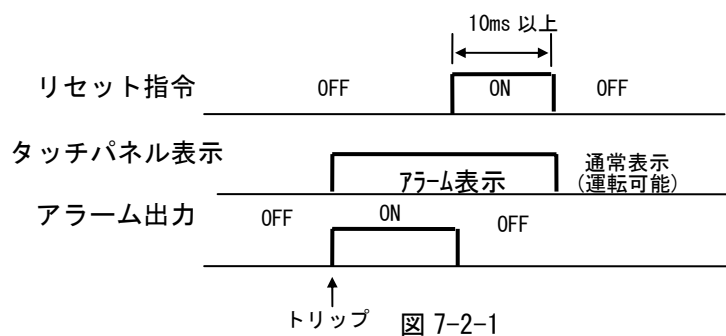 10ms 以上
リセット指令 OFF ON OFF
タッチパネル表示 ｱﾗｰﾑ表示 通常表示
(運転可能)
アラーム出力 OFF ON OFF
トリップ 図 7-2-1